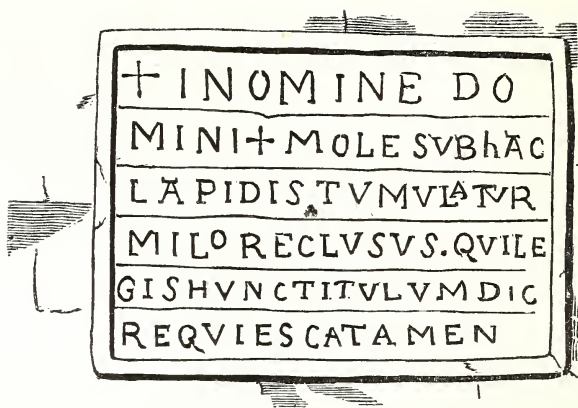 + INOMINE DO
MINI + MOLE SVBhAC
LAPIDIS TVMVLATVR
MILO RECLVSVS. QVILE
GISHVNCTITVLVMDIC
REQVIESCATAMEN